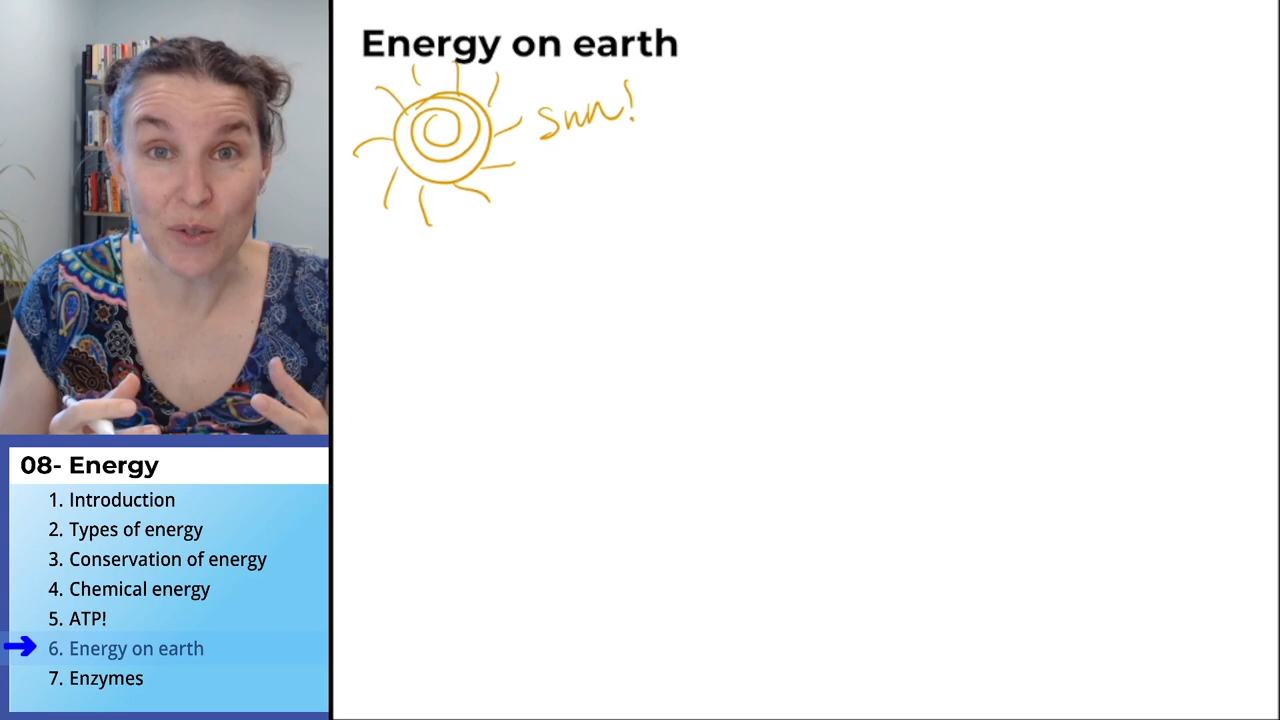 Energy on earth
sun!
08- Energy
1. Introduction
2. Types of energy
3. Conservation of energy
4. Chemical energy
5. ATP!
6. Energy on earth
7. Enzymes